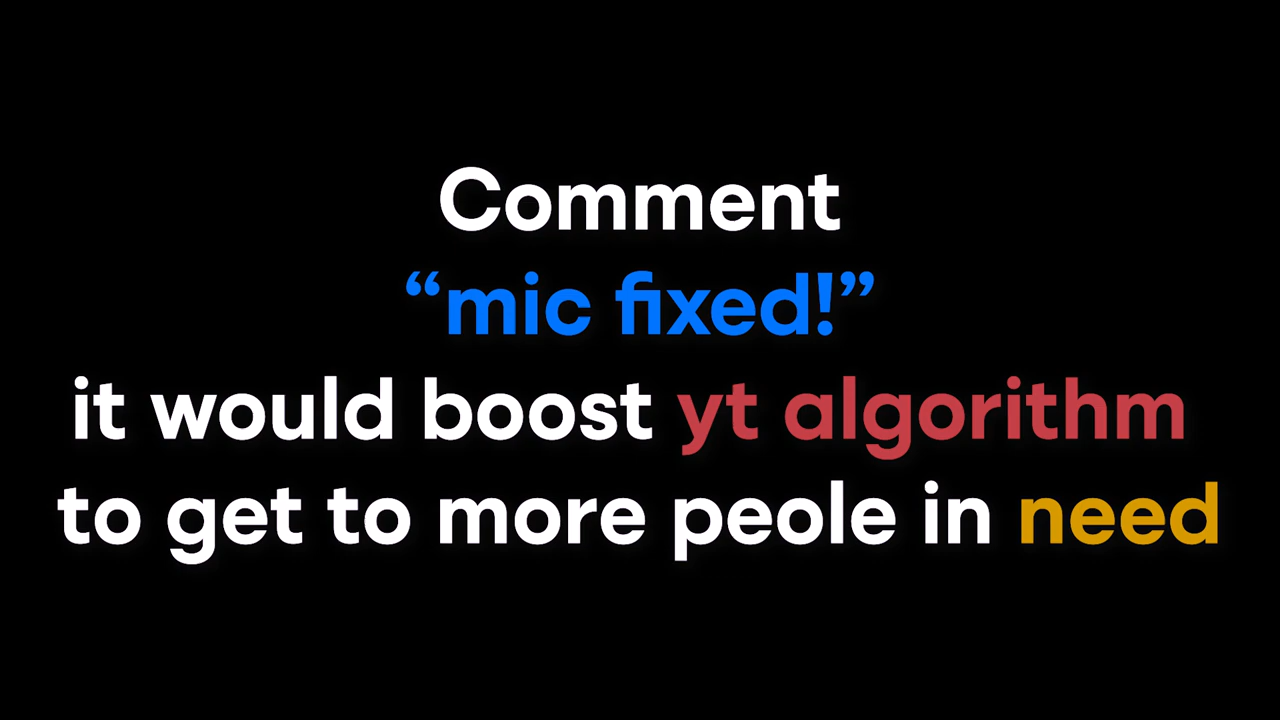 Comment
“mic fixed!”
it would boost yt algorithm
to get to more peole in need